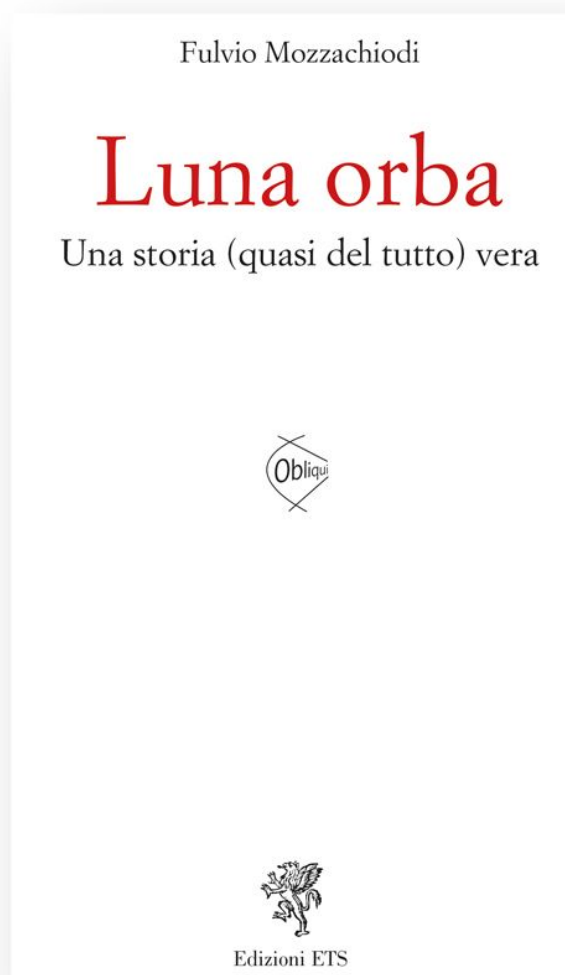 Fulvio Mozzachiodi
Luna orba
Una storia (quasi del tutto) vera
Obliqui
Edizioni ETS